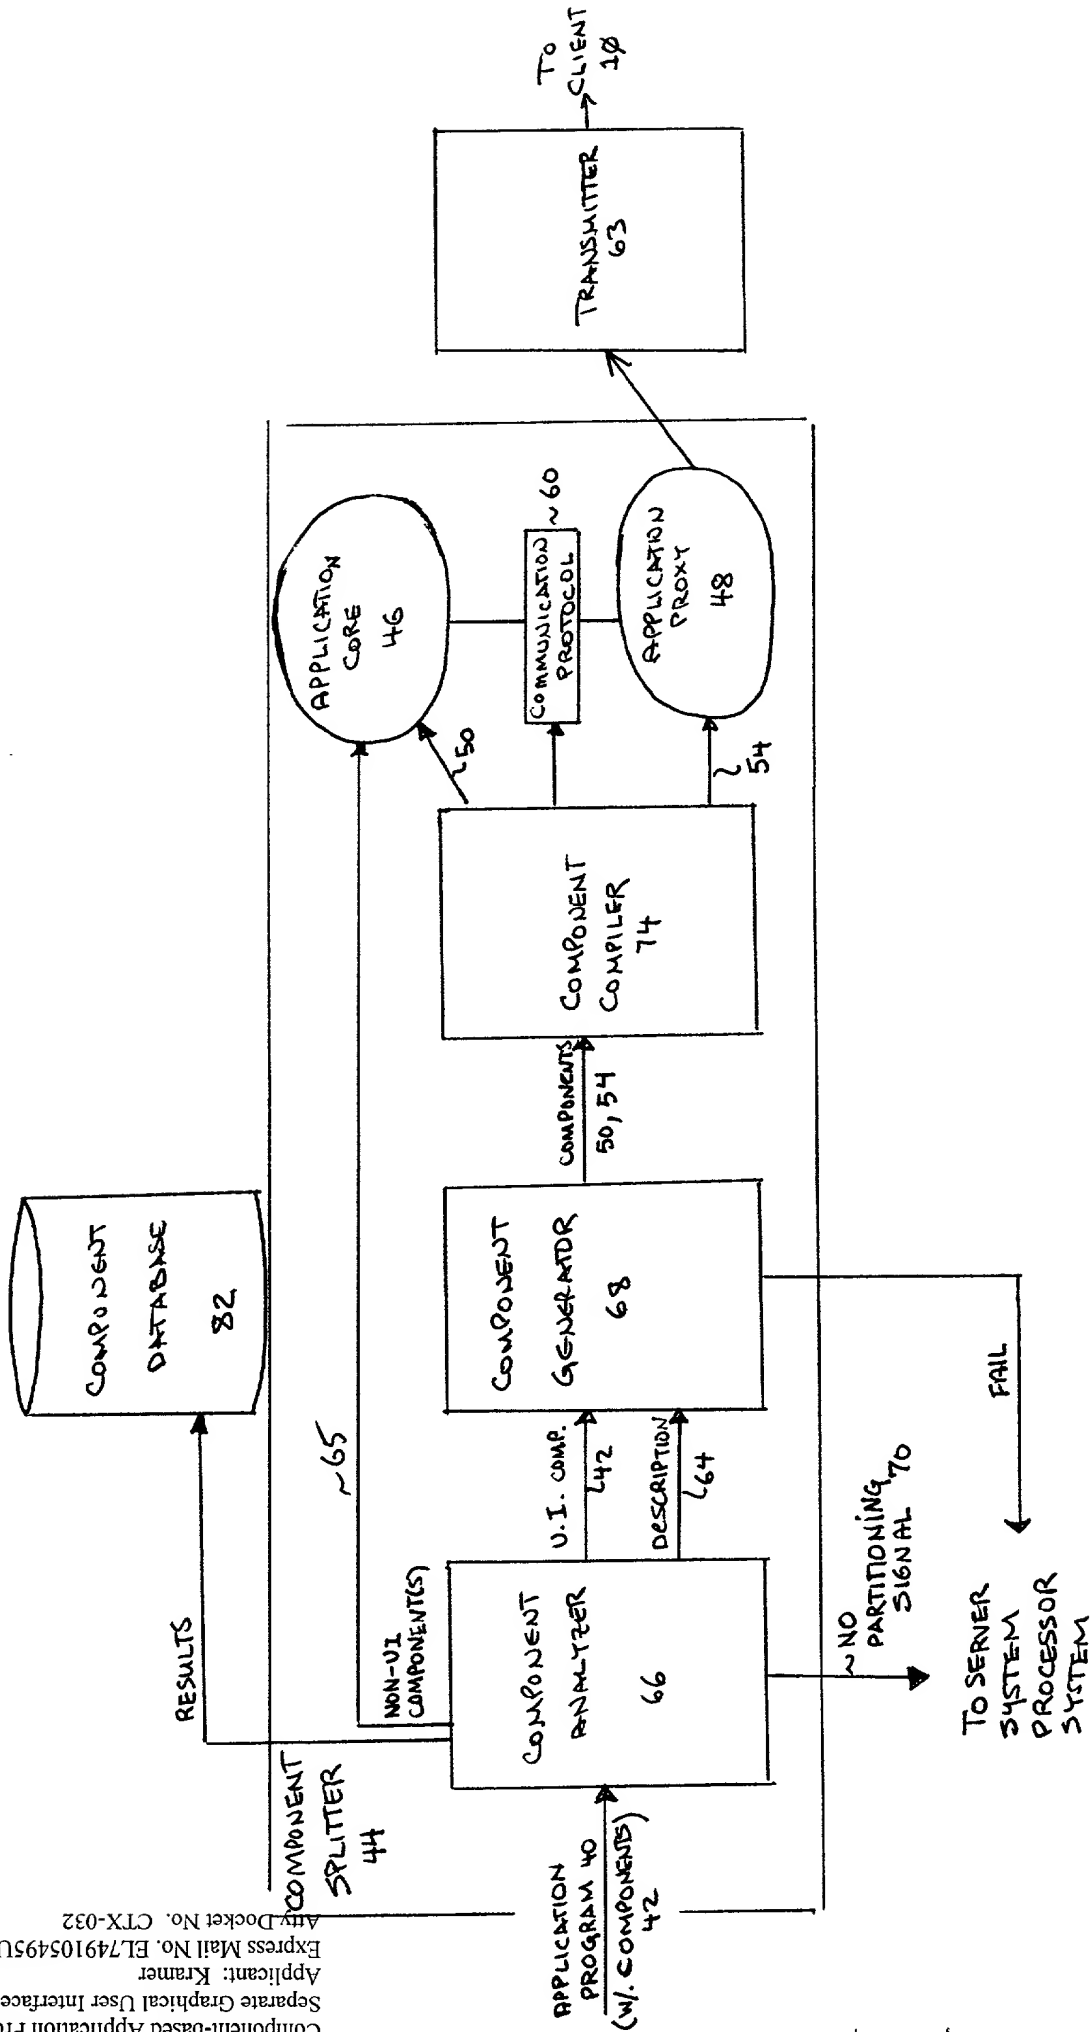 Component-based Application Pro
Separate Graphical User Interface
Applicant: Kramer
Express Mail No. EL749105495U
Atty Docket No. CTX-032
COMPONENT
SPLITTER
44
APPLICATION
PROGRAM 40
(W/. COMPONENTS)
42
COMPONENT
ANALYZER
66
RESULTS
NON-UI
COMPONENT(S)
~65
COMPONENT
DATABASE
82
U.I. COMP.
42
DESCRIPTION
64
~NO
PARTITIONING
SIGNAL 70
TO SERVER
SYSTEM
PROCESSOR
SYSTEM
FAIL
COMPONENT
GENERATOR
68
COMPONENTS
50, 54
COMPONENT
COMPILER
74
~50
~
54
APPLICATION
CORE
46
COMMUNICATION
PROTOCOL
~60
APPLICATION
PROXY
48
TRANSMITTER
63
TO
CLIENT
10